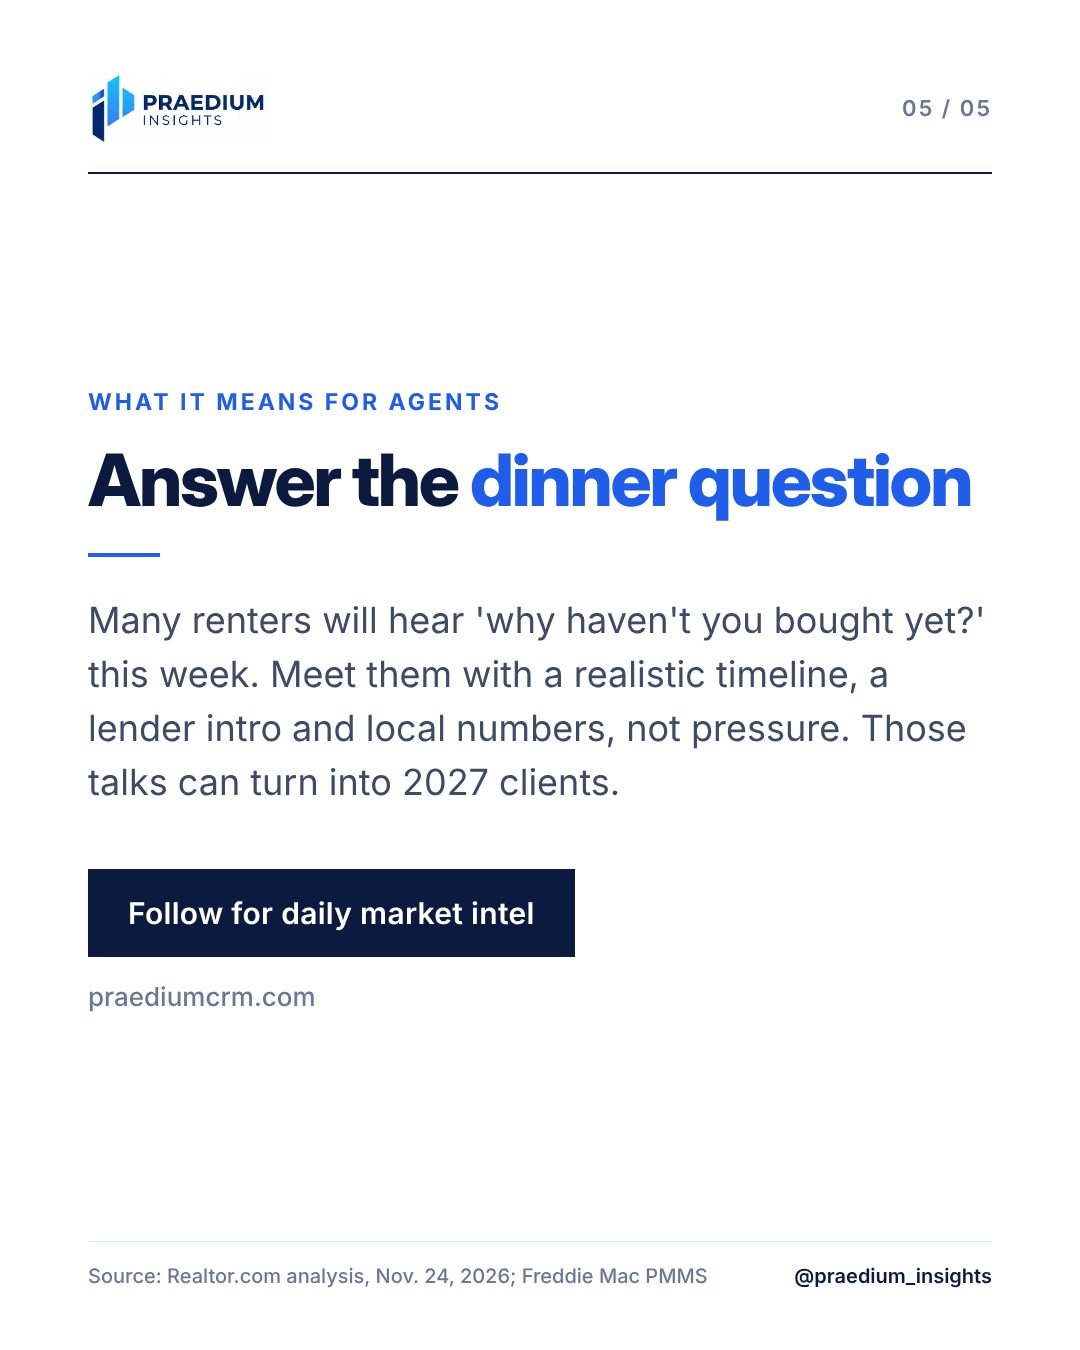 PRAEDIUM
INSIGHTS
05 / 05
WHAT IT MEANS FOR AGENTS
Answer the dinner question
Many renters will hear 'why haven't you bought yet?'
this week. Meet them with a realistic timeline, a
lender intro and local numbers, not pressure. Those
talks can turn into 2027 clients.
Follow for daily market intel
praediumcrm.com
Source: Realtor.com analysis, Nov. 24, 2026; Freddie Mac PMMS
@praedium_insights